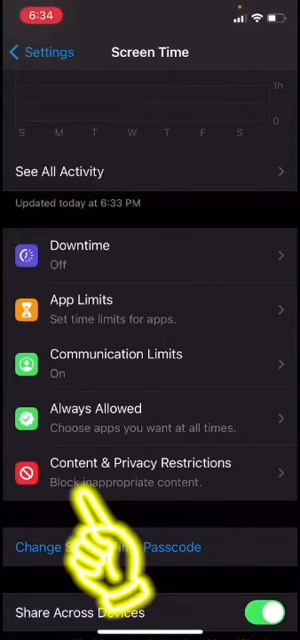 6:34
Settings
Screen Time
1h
0
S M T W T F S
See All Activity
Updated today at 6:33 PM
Downtime
Off
App Limits
Set time limits for apps.
Communication Limits
On
Always Allowed
Choose apps you want at all times.
Content & Privacy Restrictions
Block inappropriate content.
Change Passcode
Share Across Devices